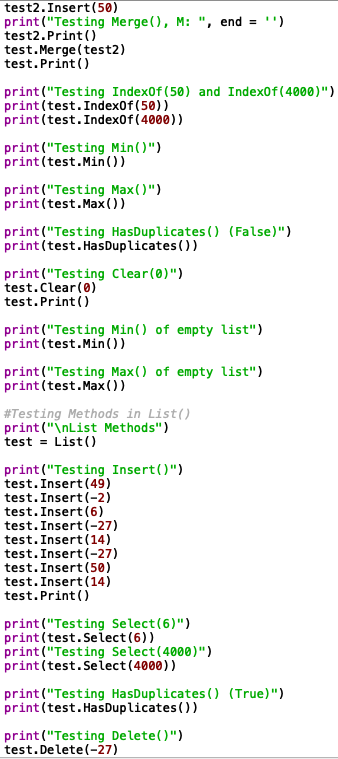 test2.Insert(50)
print("Testing Merge(), M: ", end = '')
test2.Print()
test.Merge(test2)
test.Print()

print("Testing IndexOf(50) and IndexOf(4000)")
print(test.IndexOf(50))
print(test.IndexOf(4000))

print("Testing Min()")
print(test.Min())

print("Testing Max()")
print(test.Max())

print("Testing HasDuplicates() (False)")
print(test.HasDuplicates())

print("Testing Clear(0)")
test.Clear(0)
test.Print()

print("Testing Min() of empty list")
print(test.Min())

print("Testing Max() of empty list")
print(test.Max())

#Testing Methods in List()
print("\nList Methods")
test = List()

print("Testing Insert()")
test.Insert(49)
test.Insert(-2)
test.Insert(6)
test.Insert(-27)
test.Insert(14)
test.Insert(-27)
test.Insert(50)
test.Insert(14)
test.Print()

print("Testing Select(6)")
print(test.Select(6))
print("Testing Select(4000)")
print(test.Select(4000))

print("Testing HasDuplicates() (True)")
print(test.HasDuplicates())

print("Testing Delete()")
test.Delete(-27)